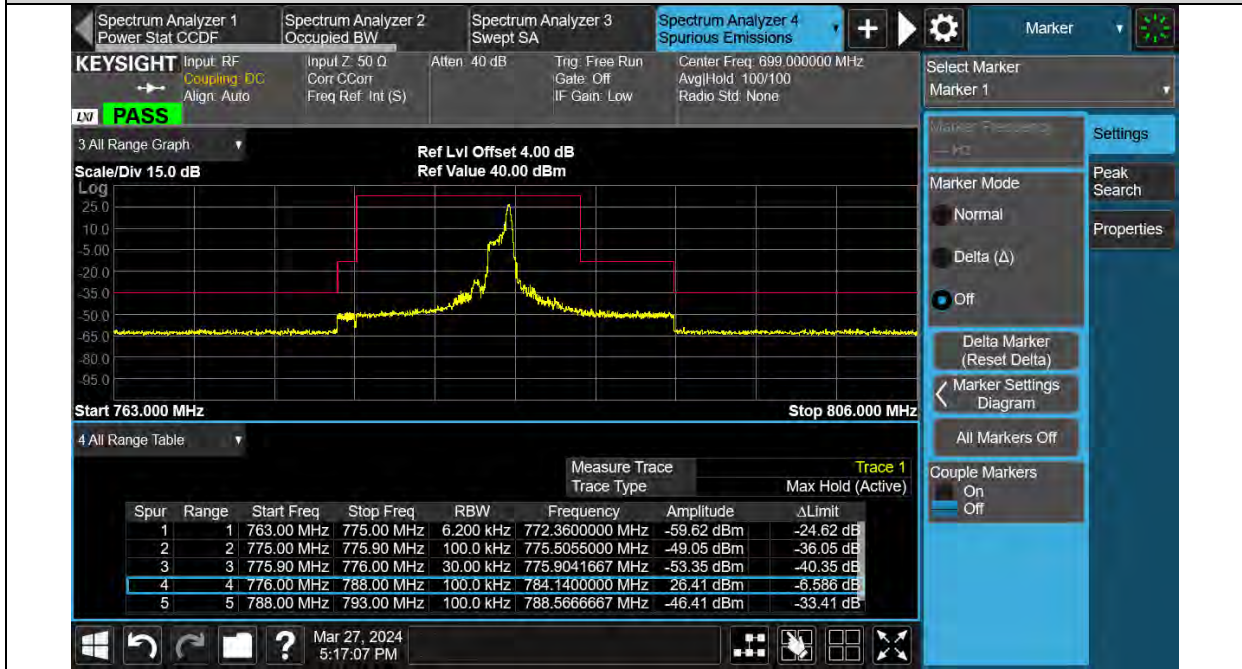 Spectrum Analyzer 1
Power Stat CCDF
Spectrum Analyzer 2
Occupied BW
Spectrum Analyzer 3
Swept SA
Spectrum Analyzer 4
Spurious Emissions
+
Marker
KEYSIGHT
LXI
PASS
Input: RF
Coupling: DC
Align: Auto
Input Z: 50 Ω
Corr CCorr
Freq Ref: Int (S)
Atten: 40 dB
Trig: Free Run
Gate: Off
IF Gain: Low
Center Freq: 699.000000 MHz
Avg|Hold: 100/100
Radio Std: None
Select Marker
Marker 1
Marker Frequency
--- Hz
Settings
Peak
Search
Properties
Marker Mode
Normal
Delta (Δ)
Off
Delta Marker
(Reset Delta)
Marker Settings
Diagram
All Markers Off
Couple Markers
On
Off
3 All Range Graph
Scale/Div 15.0 dB
Ref Lvl Offset 4.00 dB
Ref Value 40.00 dBm
Log
25.0
10.0
-5.00
-20.0
-35.0
-50.0
-65.0
-80.0
-95.0
Start 763.000 MHz
Stop 806.000 MHz
4 All Range Table
Measure Trace Trace 1
Trace Type Max Hold (Active)
Spur Range Start Freq Stop Freq RBW Frequency Amplitude ΔLimit
1 1 763.00 MHz 775.00 MHz 6.200 kHz 772.3600000 MHz -59.62 dBm -24.62 dB
2 2 775.00 MHz 775.90 MHz 100.0 kHz 775.5055000 MHz -49.05 dBm -36.05 dB
3 3 775.90 MHz 776.00 MHz 30.00 kHz 775.9041667 MHz -53.35 dBm -40.35 dB
4 4 776.00 MHz 788.00 MHz 100.0 kHz 784.1400000 MHz 26.41 dBm -6.586 dB
5 5 788.00 MHz 793.00 MHz 100.0 kHz 788.5666667 MHz -46.41 dBm -33.41 dB
?
Mar 27, 2024
5:17:07 PM